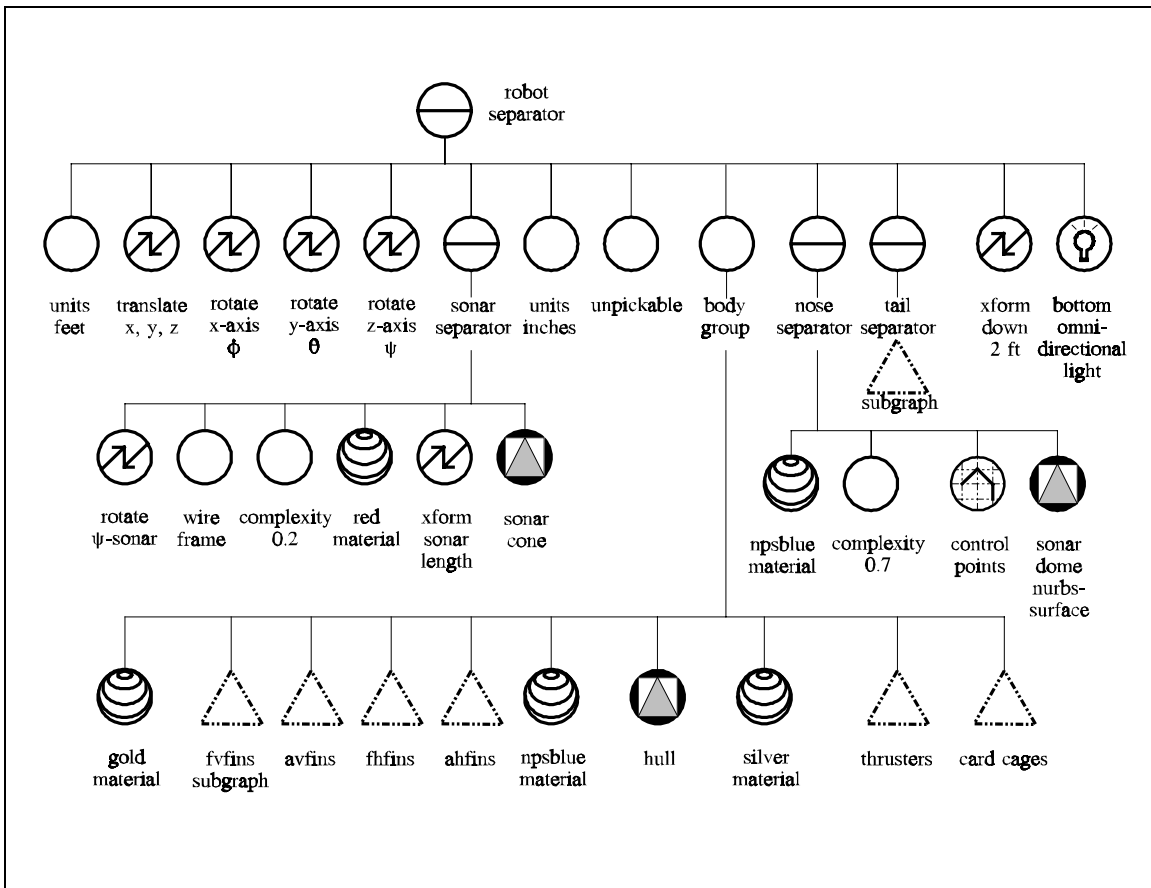 robot
separator
units
feet
translate
x, y, z
rotate
x-axis
ϕ
rotate
y-axis
θ
rotate
z-axis
ψ
sonar
separator
units
inches
unpickable
body
group
nose
separator
tail
separator
xform
down
2 ft
bottom
omni-
directional
light
subgraph
rotate
ψ-sonar
wire
frame
complexity
0.2
red
material
xform
sonar
length
sonar
cone
npsblue
material
complexity
0.7
control
points
sonar
dome
nurbs-
surface
gold
material
fvfins
subgraph
avfins
fhfins
ahfins
npsblue
material
hull
silver
material
thrusters
card cages